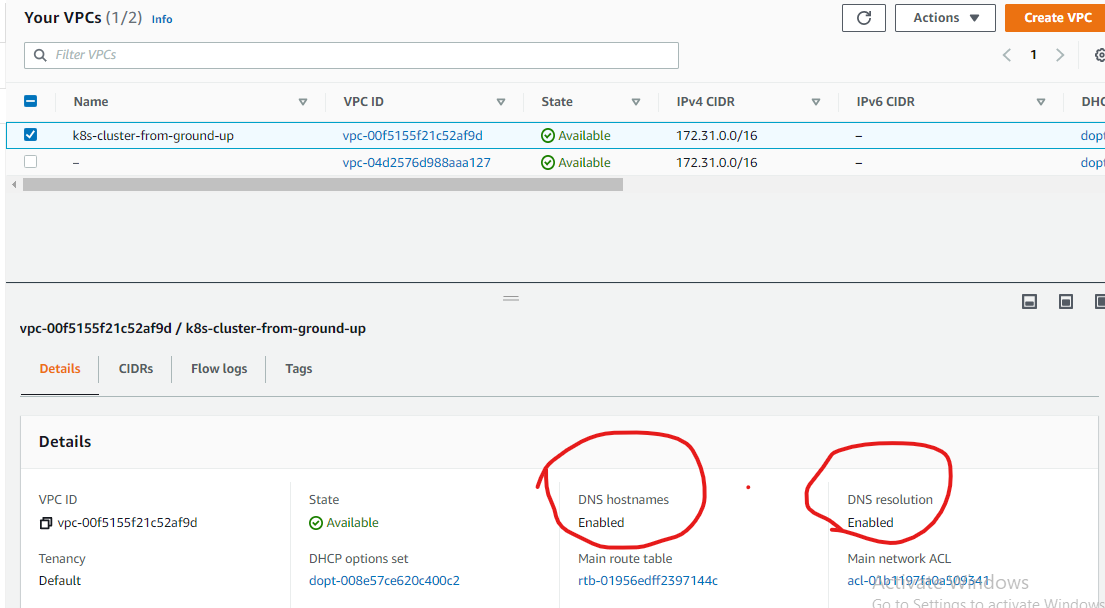 Your VPCs (1/2) Info
Actions
Create VPC
Filter VPCs
1
Name VPC ID State IPv4 CIDR IPv6 CIDR DHC
k8s-cluster-from-ground-up vpc-00f5155f21c52af9d Available 172.31.0.0/16 – dopt
– vpc-04d2576d988aaa127 Available 172.31.0.0/16 – dopt
vpc-00f5155f21c52af9d / k8s-cluster-from-ground-up
Details CIDRs Flow logs Tags
Details
VPC ID State DNS hostnames DNS resolution
vpc-00f5155f21c52af9d Available Enabled Enabled
Tenancy DHCP options set Main route table Main network ACL
Default dopt-008e57ce620c400c2 rtb-01956edff2397144c acl-01b1197fa0a509341
Activate Windows
Go to Settings to activate Windows